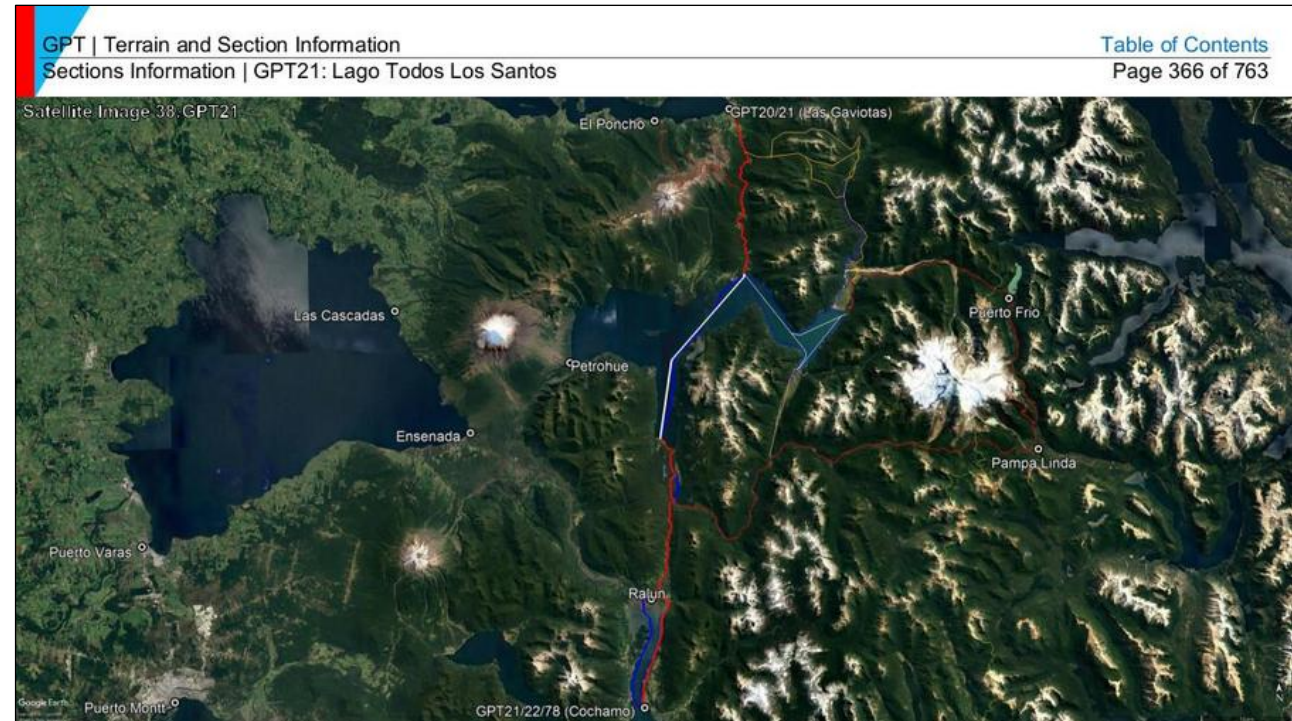 GPT | Terrain and Section Information
Table of Contents
Sections Information | GPT21: Lago Todos Los Santos
Page 366 of 763
Satellite Image 38.GPT21
El Poncho
GPT20/21 (Las Gaviotas)
Las Cascadas
Puerto Frio
Petrohue
Ensenada
Pampa Linda
Puerto Varas
Ralun
Google Earth
Puerto Montt
GPT21/22/78 (Cochamo)
N